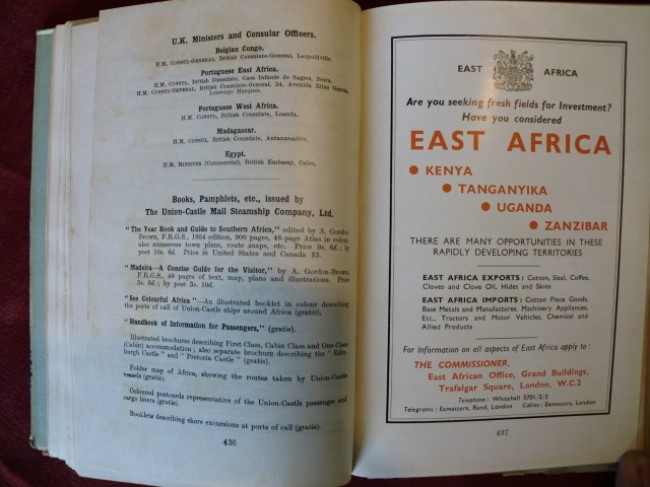 U.K. Ministers and Consular Officers.
Belgian Congo.
H.M. CONSUL-GENERAL, British Consulate-General, Leopoldville.
Portuguese East Africa.
H.M. CONSUL, British Consulate, Casa Infante de Sagres, Beira.
H.M. CONSUL-GENERAL, British Consulate-General, 24, Avenida Elias Garcia,
Lourenço Marques.
Portuguese West Africa.
H.M. CONSUL, British Consulate, Loanda.
Madagascar.
H.M. CONSUL, British Consulate, Antananarivo.
Egypt.
H.M. MINISTER (Commercial), British Embassy, Cairo.
Books, Pamphlets, etc., issued by
The Union-Castle Mail Steamship Company, Ltd.
"The Year Book and Guide to Southern Africa," edited by A. Gordon-
Brown, F.R.G.S., 1954 edition, 900 pages, 48-page Atlas in colour,
also numerous town plans, route maps, etc. Price 9s. 6d.; by
post 10s. 6d. Price in United States and Canada $3.
"Madeira—A Concise Guide for the Visitor," by A. Gordon-Brown,
F.R.G.S., 48 pages of text, map, plans and illustrations. Price
3s. 6d.; by post 3s. 10d.
"See Colourful Africa"—An illustrated booklet in colour describing
the ports of call of Union-Castle ships around Africa (gratis).
"Handbook of Information for Passengers," (gratis).
Illustrated brochures describing First Class, Cabin Class and One-Class
(Cabin) accommodation; also separate brochure describing the "Edin-
burgh Castle" and "Pretoria Castle" (gratis).
Folder map of Africa, showing the routes taken by Union-Castle
vessels (gratis).
Coloured postcards representative of the Union-Castle passenger and
cargo liners (gratis).
Booklets describing shore excursions at ports of call (gratis).
436
EAST AFRICA
Are you seeking fresh fields for Investment?
Have you considered
EAST AFRICA
● KENYA
● TANGANYIKA
● UGANDA
● ZANZIBAR
THERE ARE MANY OPPORTUNITIES IN THESE
RAPIDLY DEVELOPING TERRITORIES
EAST AFRICA EXPORTS: Cotton, Sisal, Coffee,
Cloves and Clove Oil, Hides and Skins
EAST AFRICA IMPORTS: Cotton Piece Goods,
Base Metals and Manufactures, Machinery, Appliances,
Etc., Tractors and Motor Vehicles, Chemical and
Allied Products
For Information on all aspects of East Africa apply to:
THE COMMISSIONER,
East African Office, Grand Buildings,
Trafalgar Square, London, W.C.2
Telephone: Whitehall 5701/2/3
Telegrams: Eamatters, Rand, London Cables: Eamatters, London
437